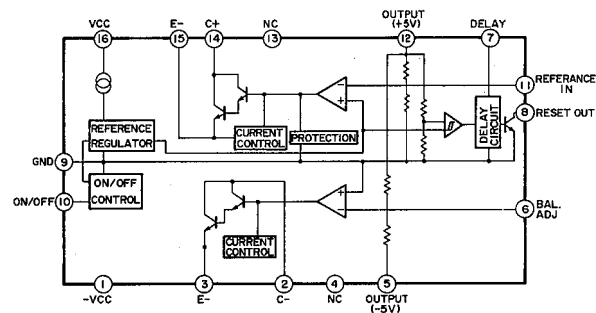 VCC E- C+ NC OUTPUT (+5V) DELAY
16 15 14 13 12 7
11 REFERANCE IN
8 RESET OUT
REFERENCE REGULATOR
CURRENT CONTROL
PROTECTION
DELAY CIRCUIT
GND 9
ON/OFF CONTROL
ON/OFF 10
6 BAL. ADJ
CURRENT CONTROL
1 3 2 4 5
-VCC E- C- NC OUTPUT (-5V)